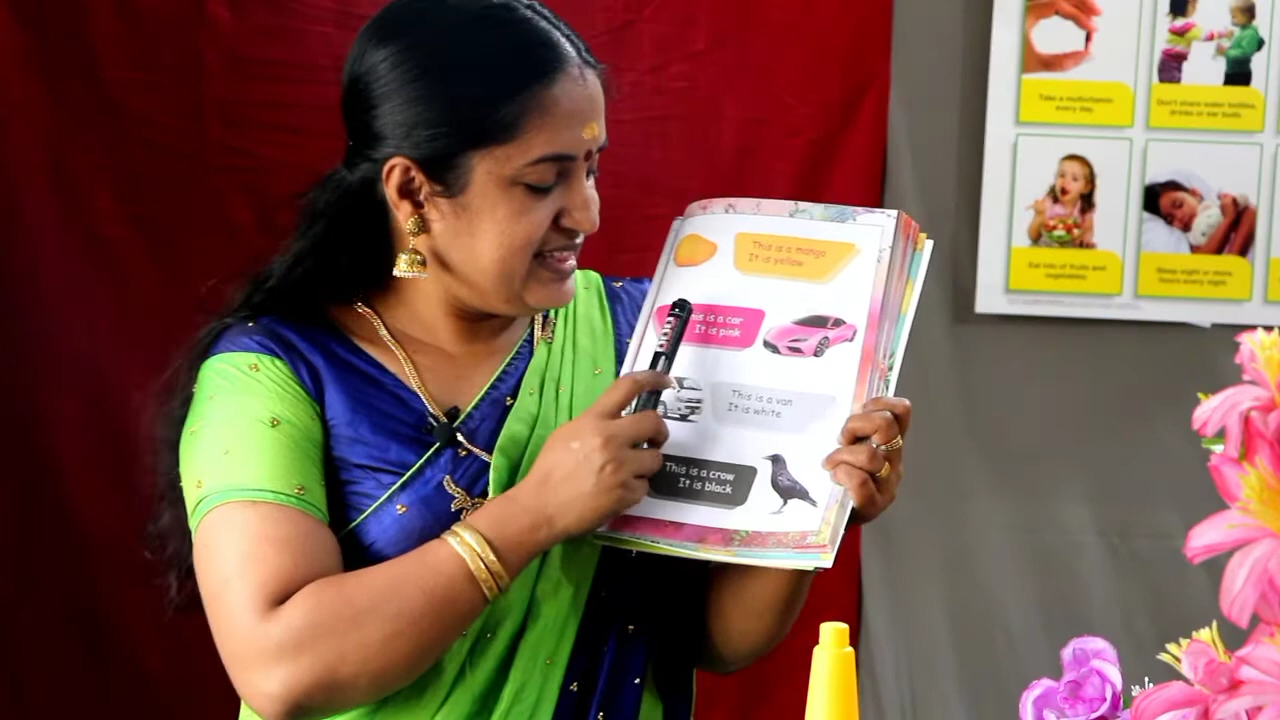 This is a mango
It is yellow
This is a car
It is pink
This is a van
It is white
This is a crow
It is black
Take a multivitamin
every day.
Don't share water bottles,
drinks or ear buds.
Eat lots of fruits and
vegetables.
Sleep eight or more
hours every night.